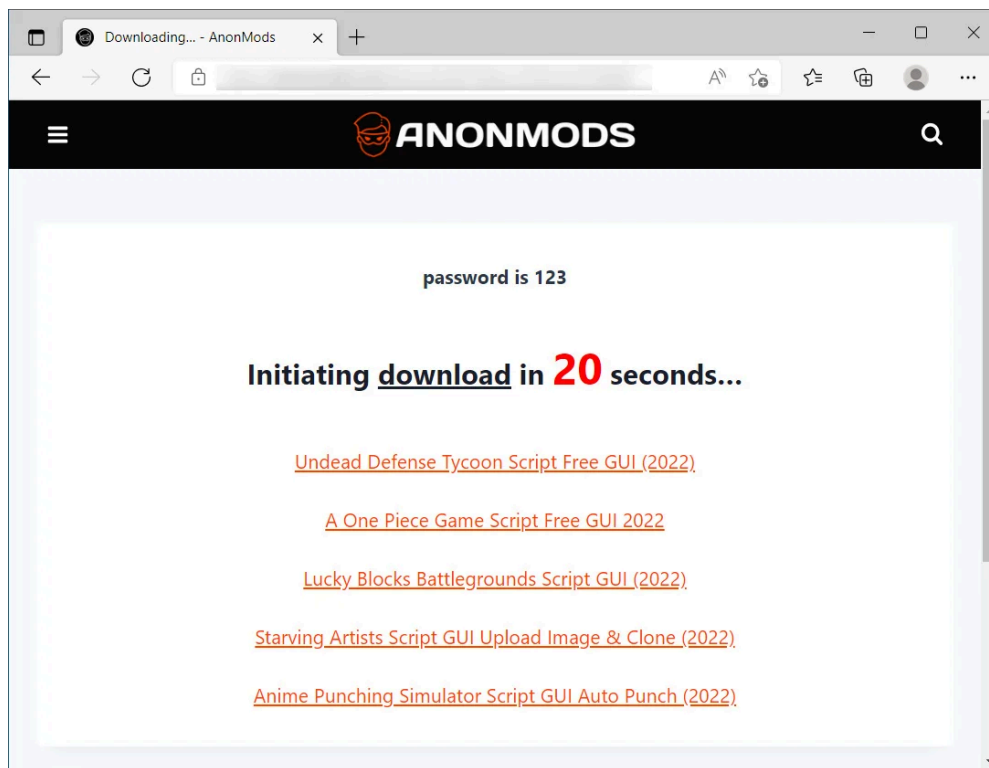 Downloading... - AnonMods
ANONMODS
password is 123
Initiating download in 20 seconds...
Undead Defense Tycoon Script Free GUI (2022)
A One Piece Game Script Free GUI 2022
Lucky Blocks Battlegrounds Script GUI (2022)
Starving Artists Script GUI Upload Image & Clone (2022)
Anime Punching Simulator Script GUI Auto Punch (2022)